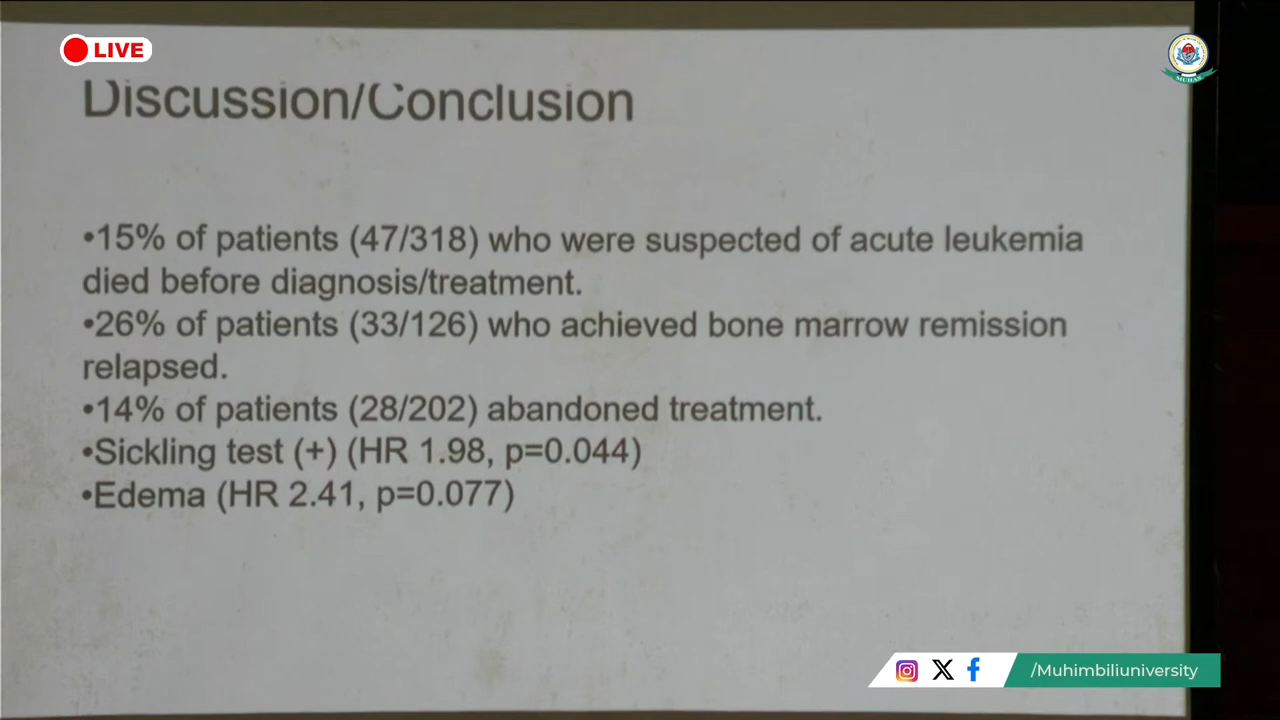 LIVE
MUHAS
Discussion/Conclusion
•15% of patients (47/318) who were suspected of acute leukemia
died before diagnosis/treatment.
•26% of patients (33/126) who achieved bone marrow remission
relapsed.
•14% of patients (28/202) abandoned treatment.
•Sickling test (+) (HR 1.98, p=0.044)
•Edema (HR 2.41, p=0.077)
/Muhimbiliuniversity